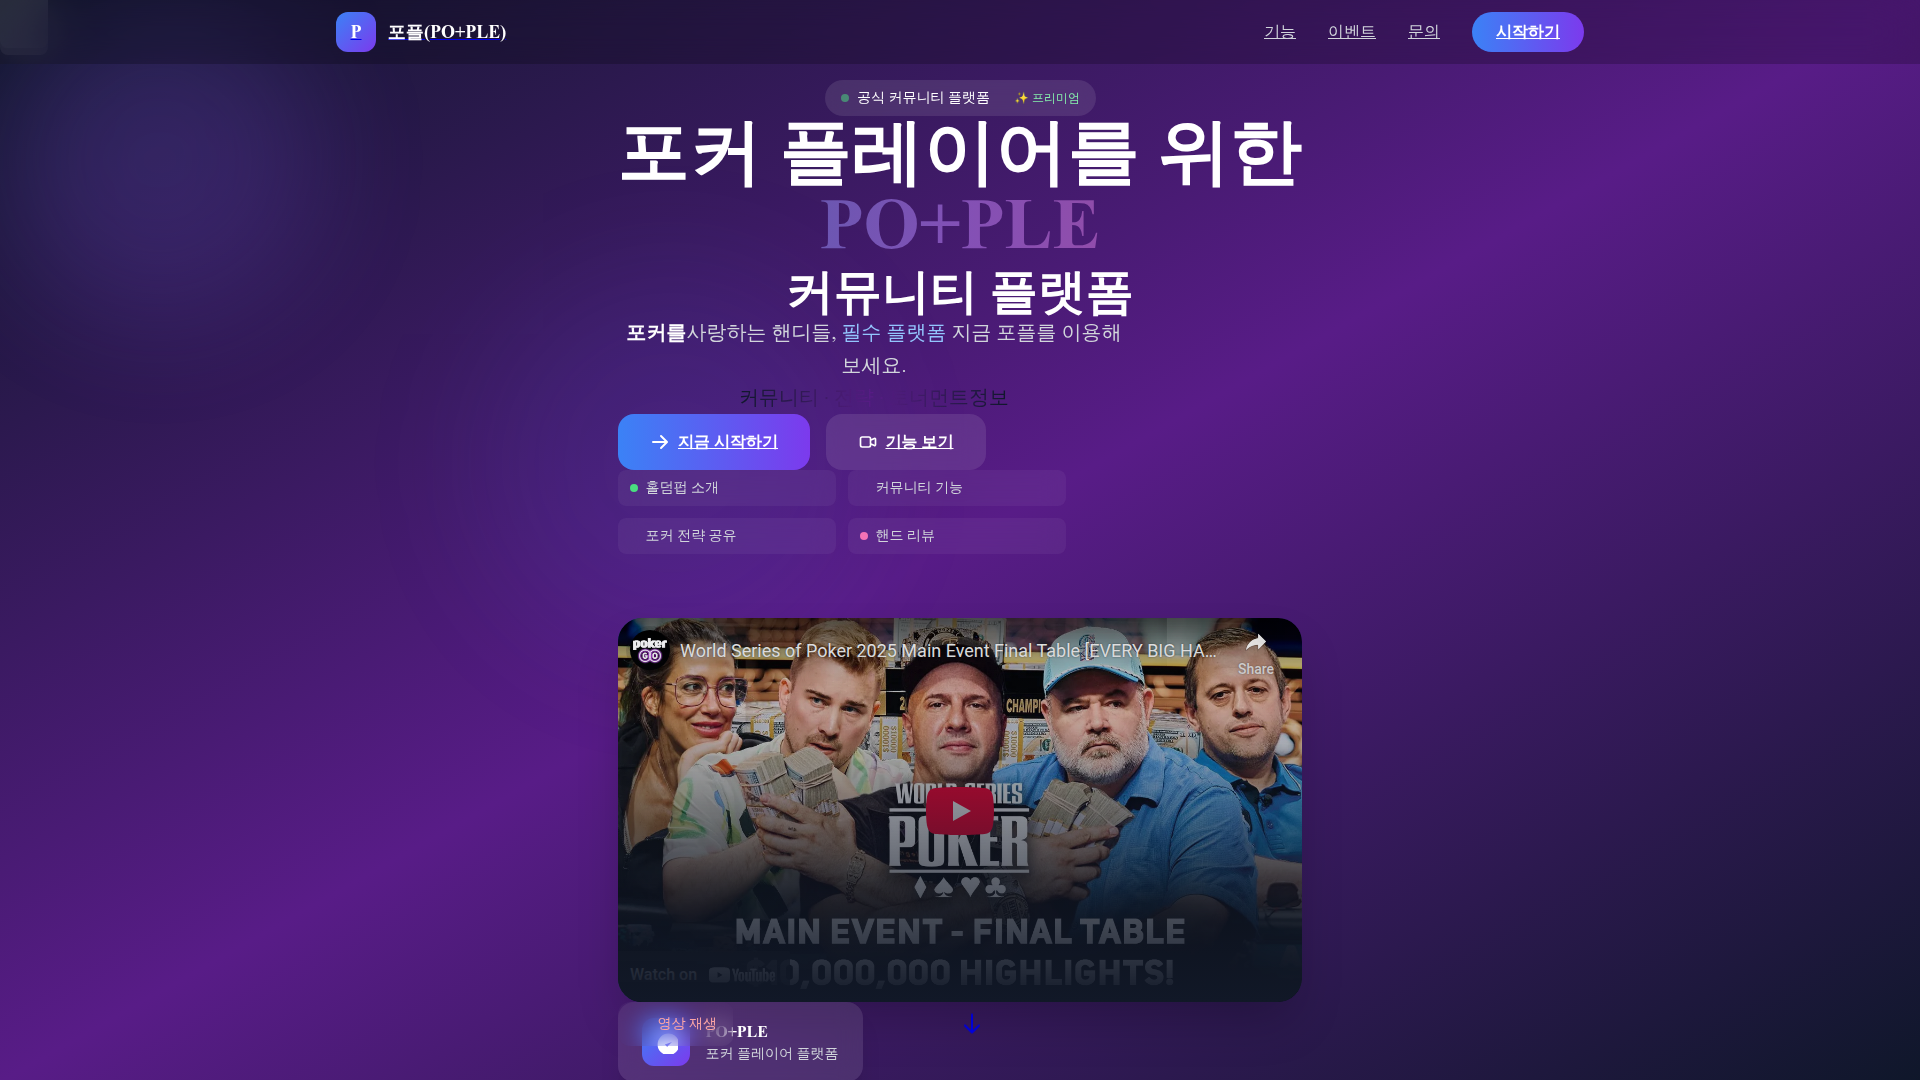 P
포플(PO+PLE)
기능
이벤트
문의
시작하기
공식 커뮤니티 플랫폼
✨ 프리미엄
포커 플레이어를 위한
PO+PLE
커뮤니티 플랫폼
포커를사랑하는 핸디들, 필수 플랫폼 지금 포플를 이용해
보세요.
커뮤니티 너먼트정보
지금 시작하기
기능 보기
홀덤펍 소개
커뮤니티 기능
포커 전략 공유
핸드 리뷰
poker GO
World Series of Poker 2025 Main Event Final Table [EVERY BIG HA...
Share
WORLD SERIES
POKER
MAIN EVENT - FINAL TABLE
0,000,000 HIGHLIGHTS!
Watch on YouTube
영상 재생
PO+PLE
포커 플레이어 플랫폼